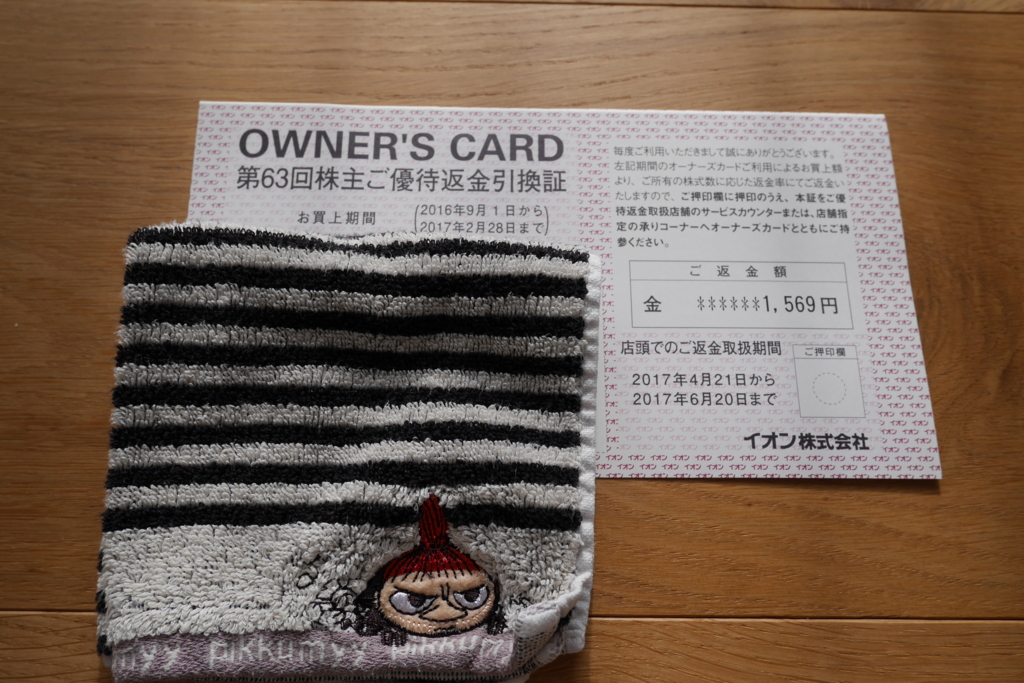 OWNER'S CARD
第63回株主ご優待返金引換証
お買上期間
(2016年9月1日から
2017年2月28日まで)
毎度ご利用いただきまして誠にありがとうございます。
左記期間のオーナーズカードご利用によるお買上額
より、ご所有の株式数に応じた返金率にてご返金い
たしますので、ご押印欄に押印のうえ、本証をご優
待返金取扱店舗のサービスカウンターまたは、店舗指
定の承りコーナーへオーナーズカードとともにご持
参ください。
ご返金額
金 ******1,569円
店頭でのご返金取扱期間
ご押印欄
2017年4月21日から
2017年6月20日まで
イオン株式会社
myy pikkumyy pikkum